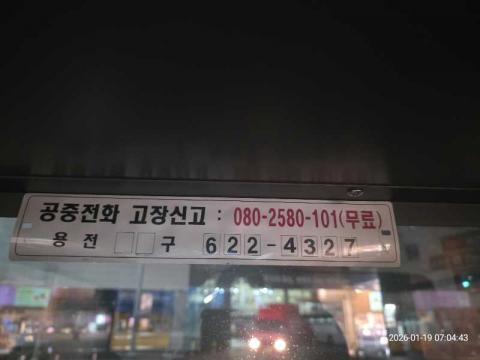 공중전화 고장신고 : 080-2580-101(무료)
용전 □□구 622-4327
2026-01-19 07:04:43